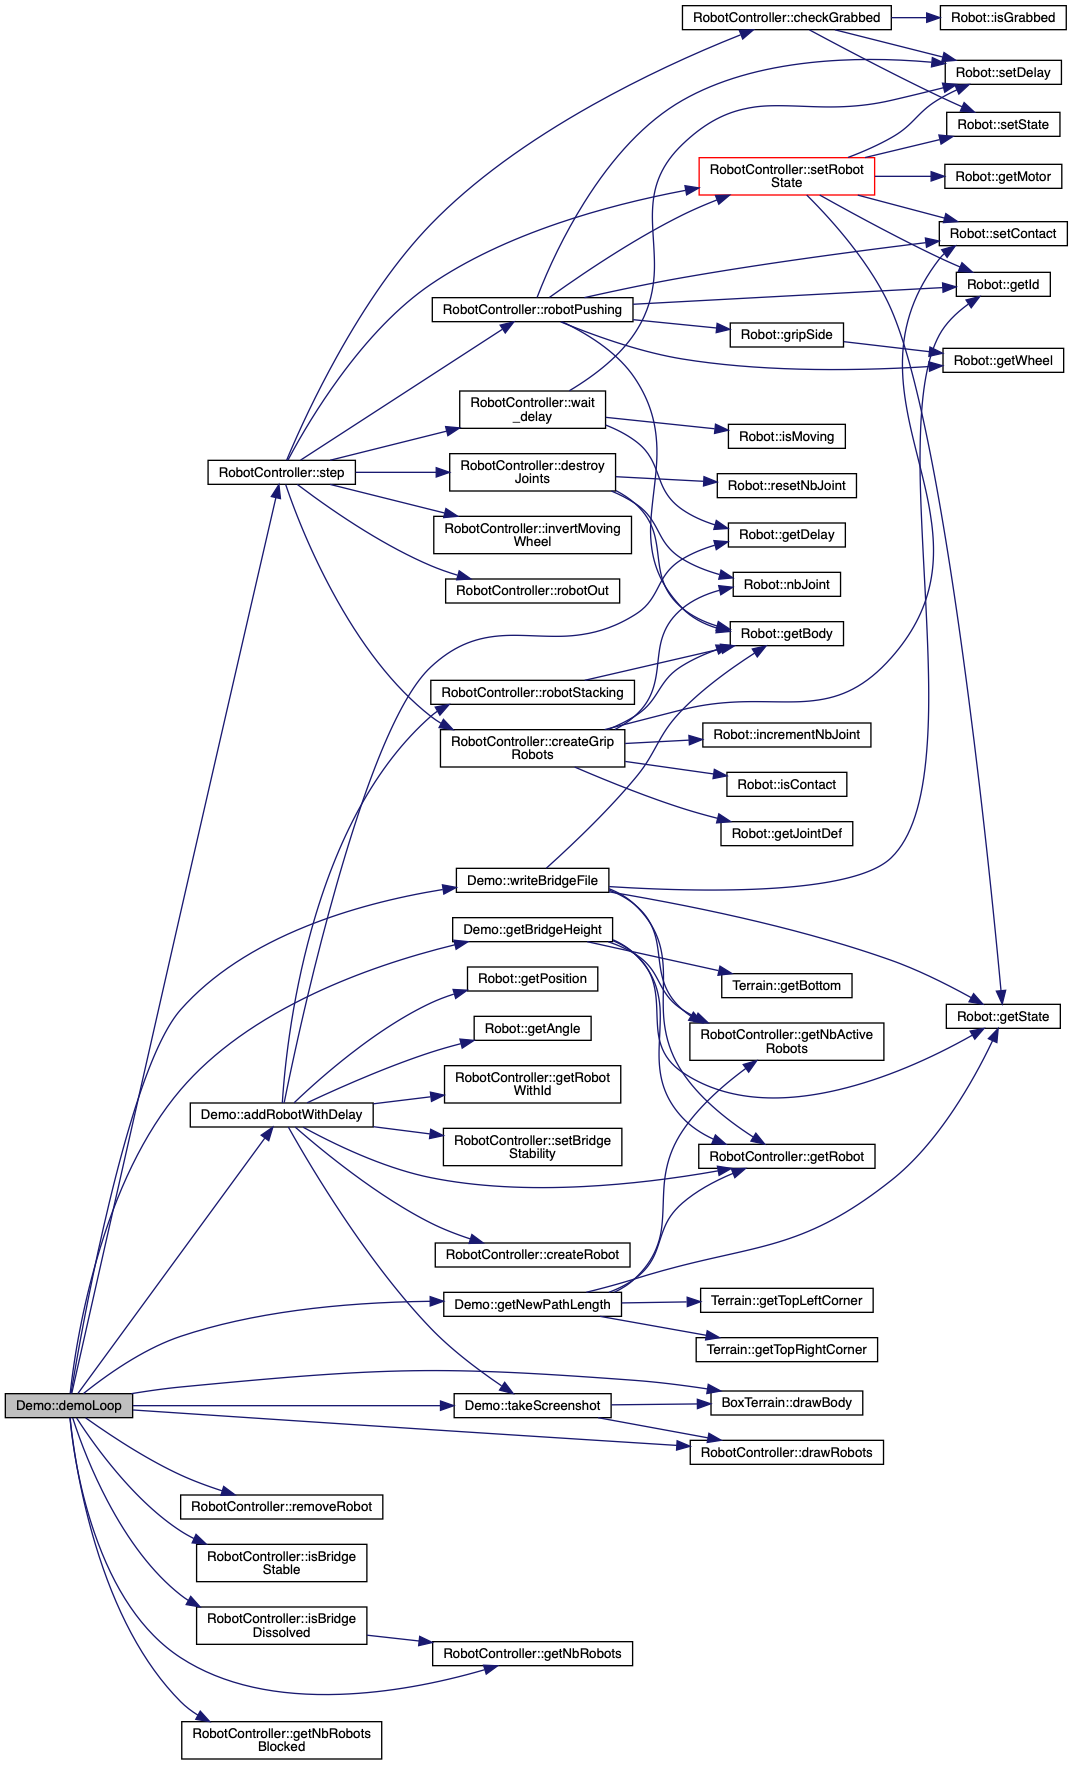 RobotController::checkGrabbed
Robot::isGrabbed
Robot::setDelay
Robot::setState
RobotController::setRobot
State
Robot::getMotor
Robot::setContact
Robot::getId
RobotController::robotPushing
Robot::gripSide
Robot::getWheel
RobotController::wait
_delay
Robot::isMoving
RobotController::step
RobotController::destroy
Joints
Robot::resetNbJoint
RobotController::invertMoving
Wheel
Robot::getDelay
RobotController::robotOut
Robot::nbJoint
Robot::getBody
RobotController::robotStacking
RobotController::createGrip
Robots
Robot::incrementNbJoint
Robot::isContact
Robot::getJointDef
Demo::writeBridgeFile
Demo::getBridgeHeight
Robot::getPosition
Terrain::getBottom
Robot::getState
Robot::getAngle
RobotController::getNbActive
Robots
RobotController::getRobot
WithId
Demo::addRobotWithDelay
RobotController::setBridge
Stability
RobotController::getRobot
RobotController::createRobot
Demo::getNewPathLength
Terrain::getTopLeftCorner
Terrain::getTopRightCorner
Demo::demoLoop
Demo::takeScreenshot
BoxTerrain::drawBody
RobotController::drawRobots
RobotController::removeRobot
RobotController::isBridge
Stable
RobotController::isBridge
Dissolved
RobotController::getNbRobots
RobotController::getNbRobots
Blocked